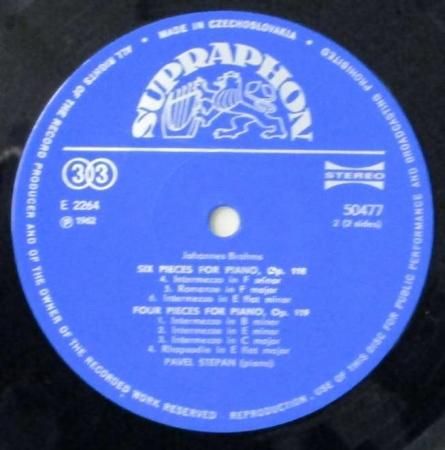 • MADE IN CZECHOSLOVAKIA •
ALL RIGHTS OF THE RECORD PRODUCER AND OF THE OWNER OF THE RECORDED WORK RESERVED
REPRODUCTION, USE OF THIS DISC FOR PUBLIC PERFORMANCE AND BROADCASTING PROHIBITED
SUPRAPHON
33
STEREO
E 2264
50477
℗ 1962
2 (2 sides)
Johannes Brahms
SIX PIECES FOR PIANO, Op. 118
4. Intermezzo in F minor
5. Romanze in F major
6. Intermezzo in E flat minor
FOUR PIECES FOR PIANO, Op. 119
1. Intermezzo in B minor
2. Intermezzo in E minor
3. Intermezzo in C major
4. Rhapsodie in E flat major
PAVEL ŠTĚPÁN (piano)